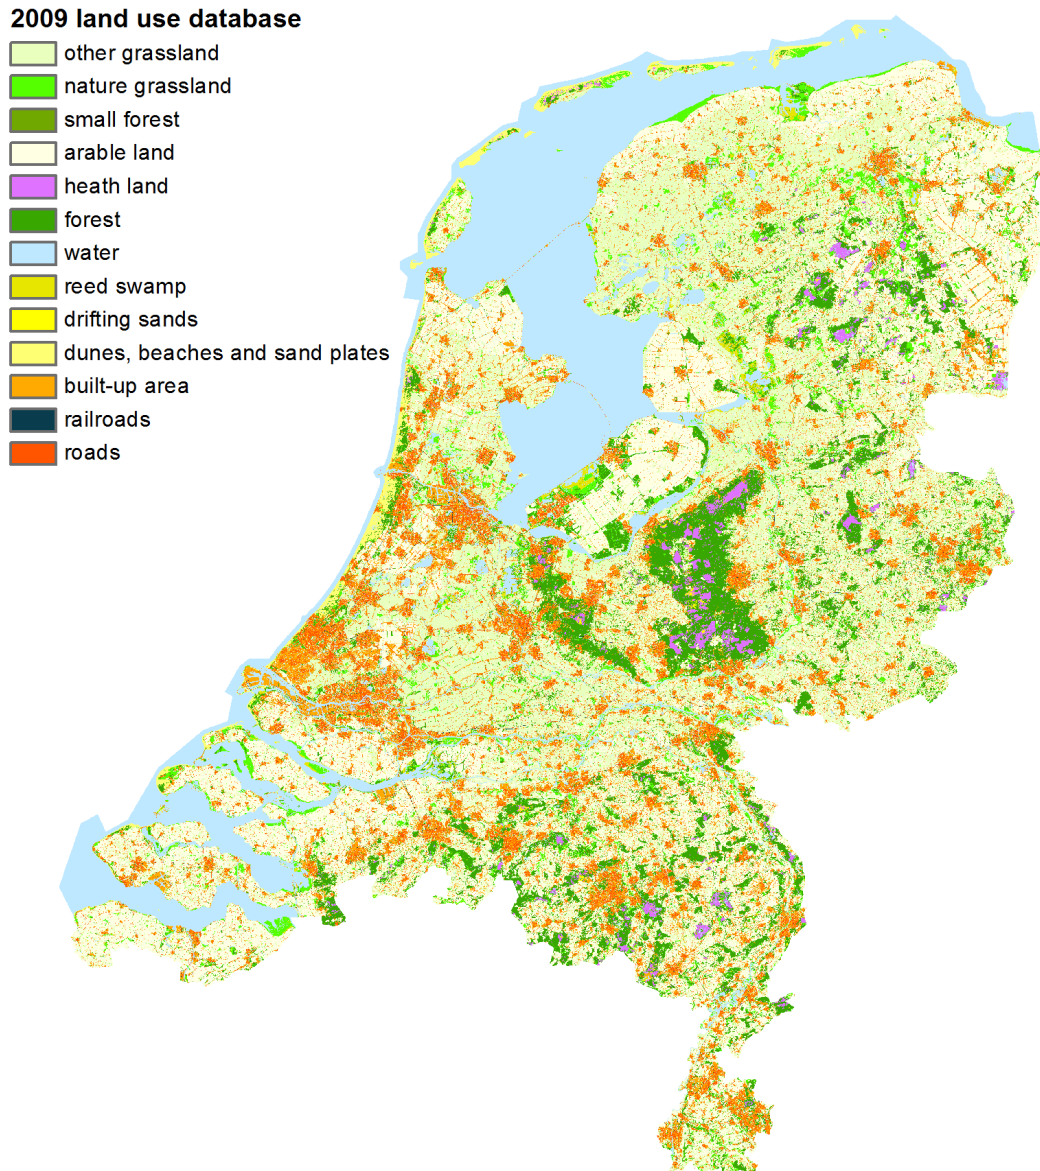 2009 land use database
other grassland
nature grassland
small forest
arable land
heath land
forest
water
reed swamp
drifting sands
dunes, beaches and sand plates
built-up area
railroads
roads